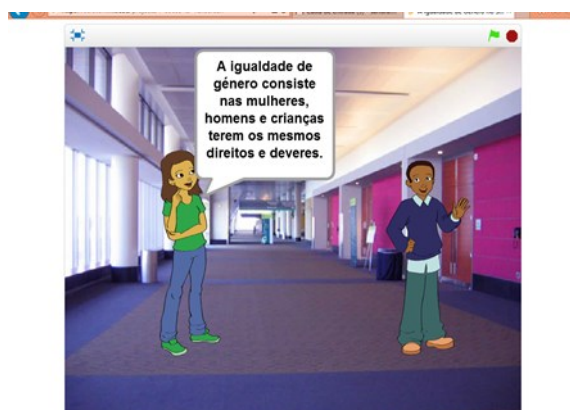 A igualdade de
género consiste
nas mulheres,
homens e crianças
terem os mesmos
direitos e deveres.